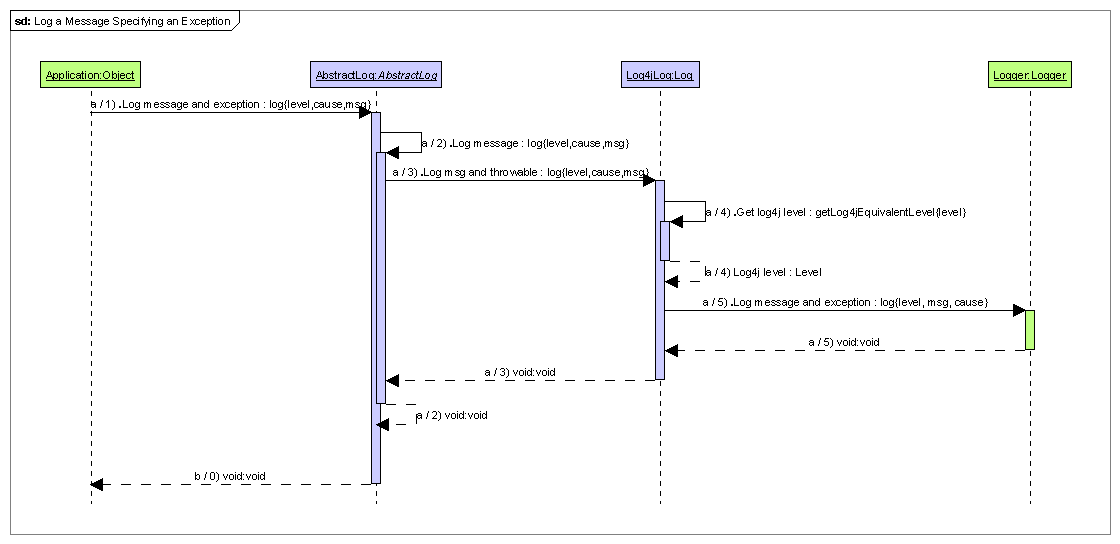 sd: Log a Message Specifying an Exception
Application:Object
AbstractLog:AbstractLog
Log4jLog:Log
Logger:Logger
a / 1) .Log message and exception : log{level,cause,msg}
a / 2) .Log message : log{level,cause,msg}
a / 3) .Log msg and throwable : log{level,cause,msg}
a / 4) .Get log4j level : getLog4jEquivalentLevel{level}
a / 4) Log4j level : Level
a / 5) .Log message and exception : log{level, msg, cause}
a / 5) void:void
a / 3) void:void
a / 2) void:void
b / 0) void:void